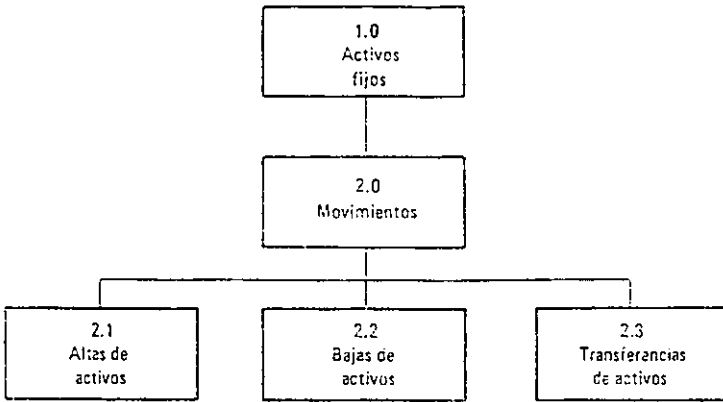 1.0
Activos
fijos
2.0
Movimientos
2.1
Altas de
activos
2.2
Bajas de
activos
2.3
Transferancias
de activos